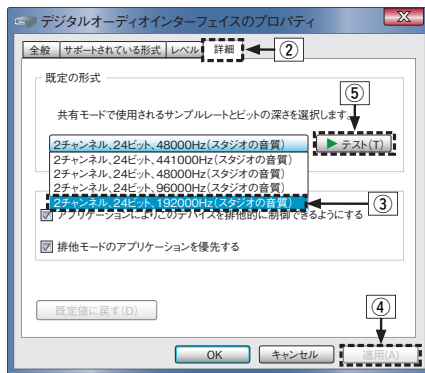 デジタルオーディオインターフェイスのプロパティ
全般 サポートされている形式 レベル 詳細 ②
既定の形式
⑤
共有モードで使用されるサンプルレートとビットの深さを選択します。
2チャンネル、24ビット、48000Hz(スタジオの音質) テスト(T)
2チャンネル、24ビット、441000Hz(スタジオの音質)
2チャンネル、24ビット、48000Hz(スタジオの音質)
2チャンネル、24ビット、96000Hz(スタジオの音質)
2チャンネル、24ビット、192000Hz(スタジオの音質) ③
アプリケーションによりこのデバイスを排他的に制御できるようにする
排他モードのアプリケーションを優先する
既定値に戻す(D) ④
OK キャンセル 適用(A)